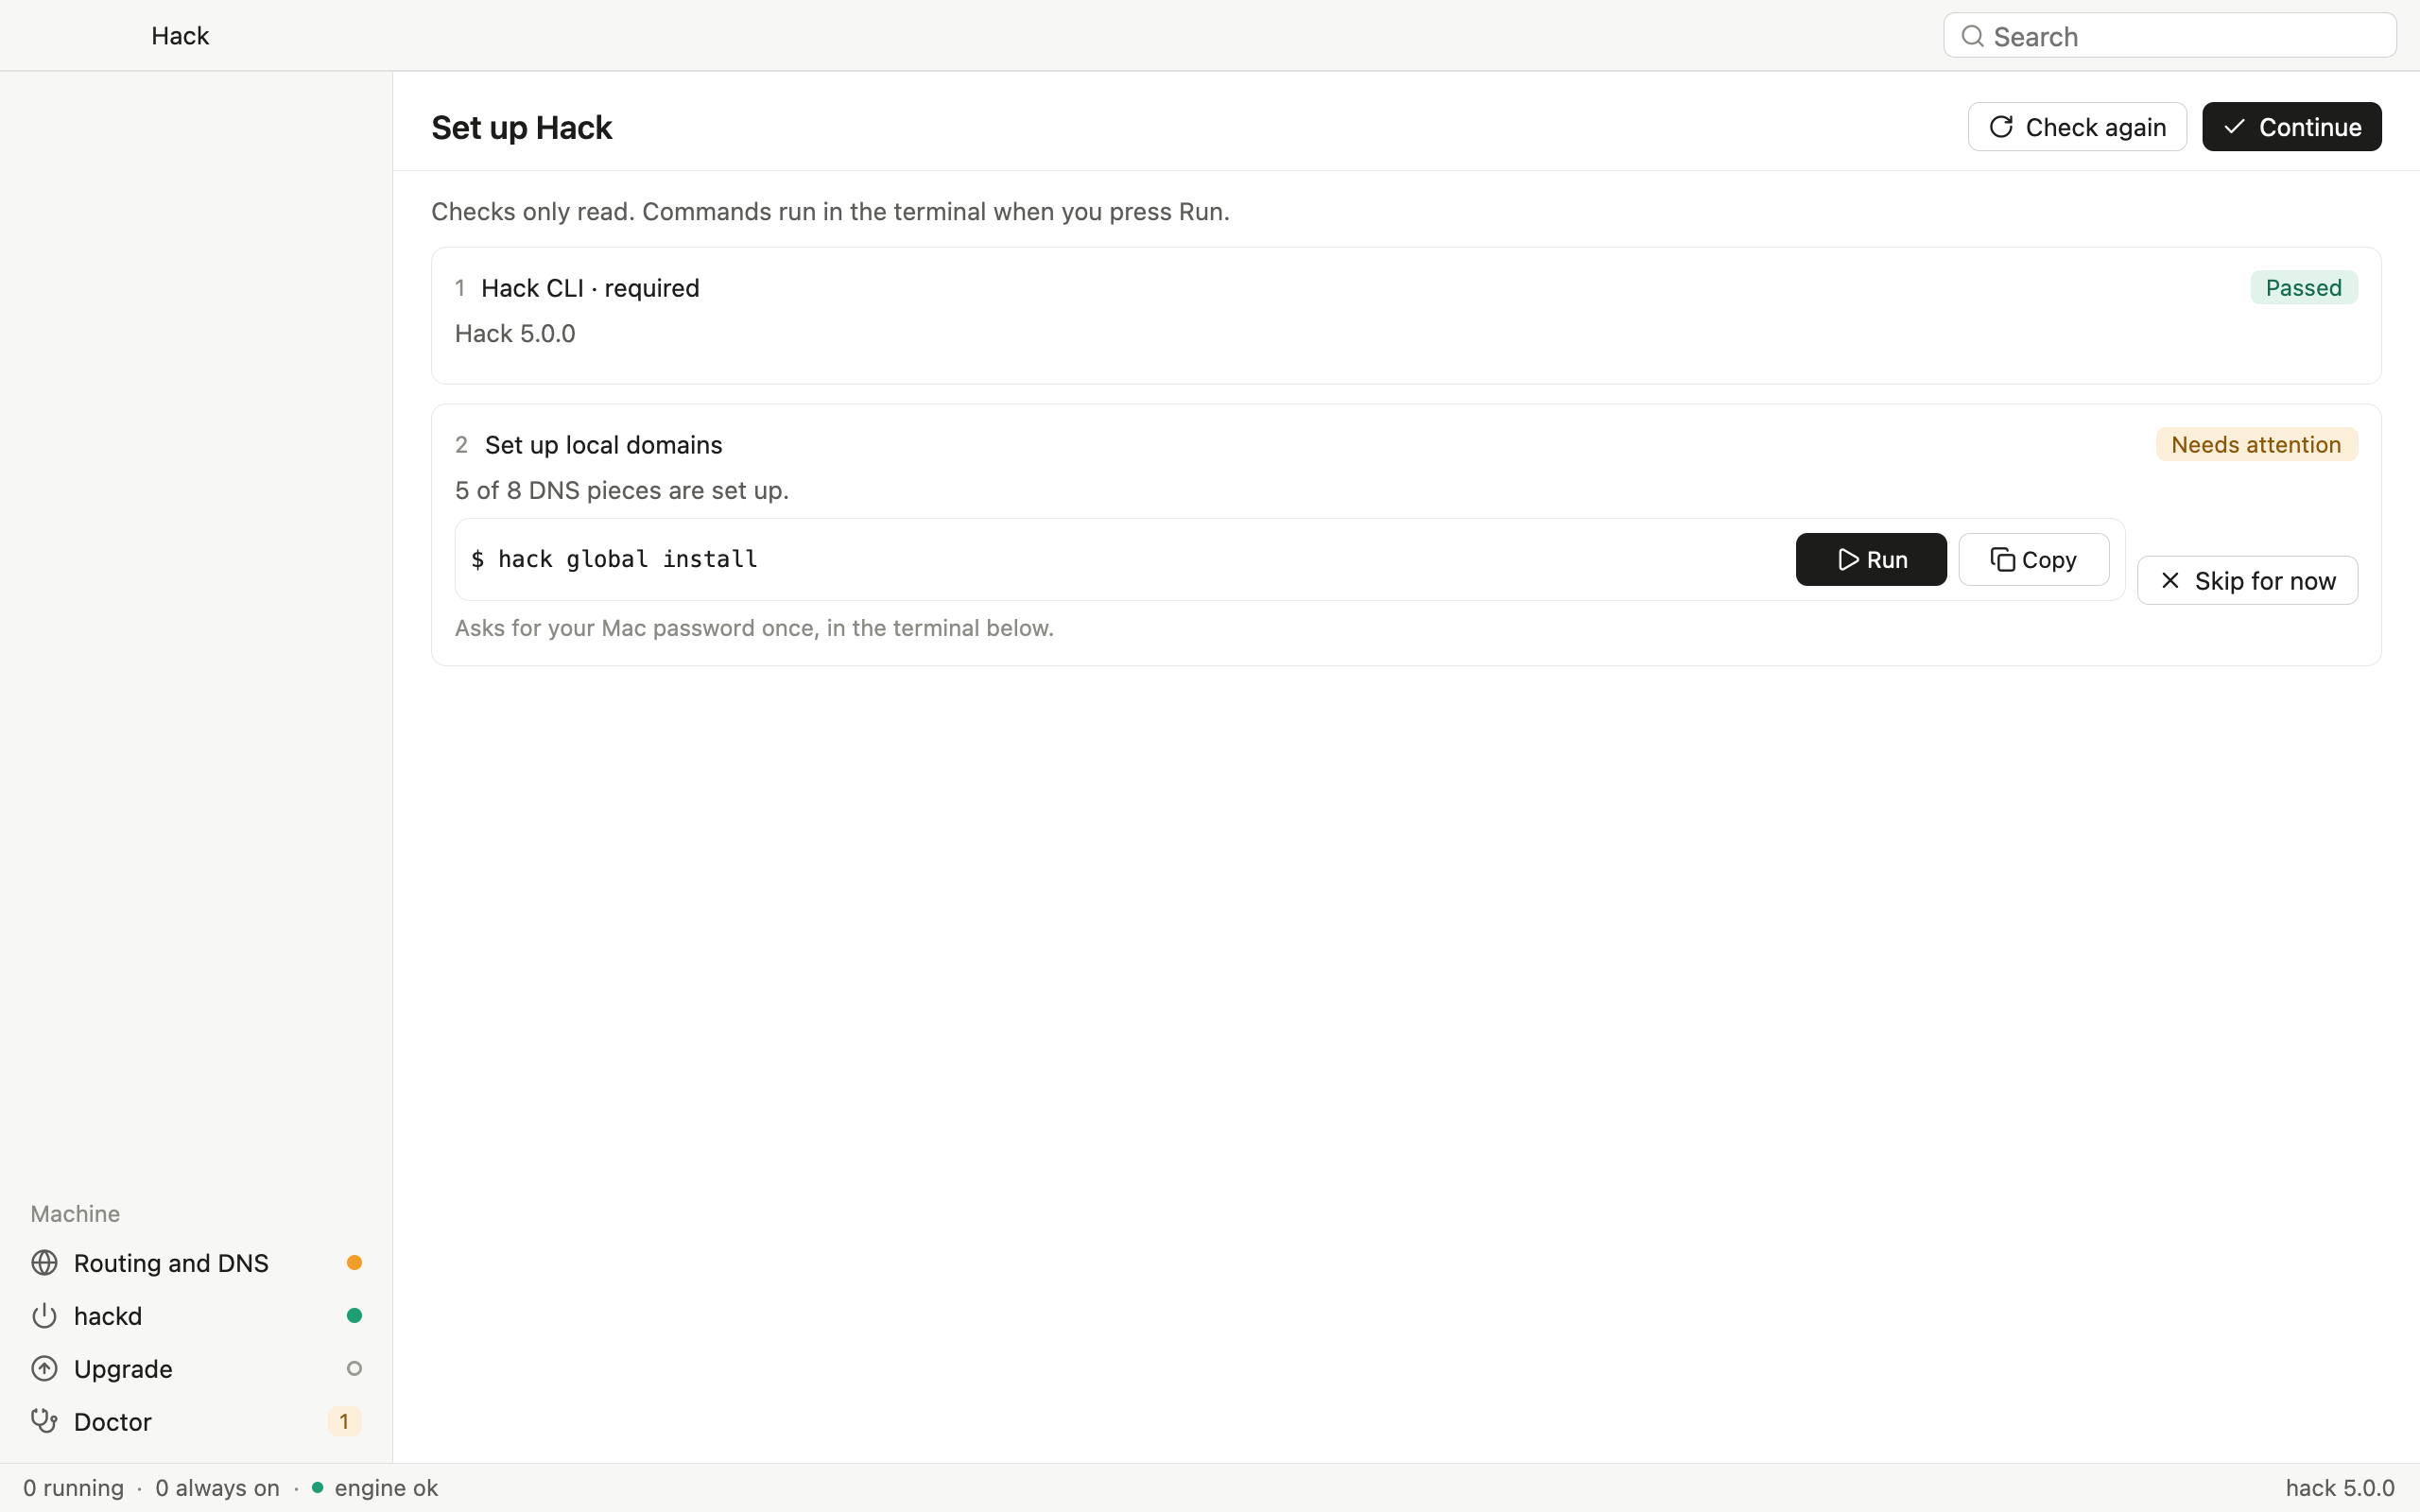 Hack
Search
Set up Hack
Check again
Continue
Checks only read. Commands run in the terminal when you press Run.
1 Hack CLI · required
Passed
Hack 5.0.0
2 Set up local domains
Needs attention
5 of 8 DNS pieces are set up.
$ hack global install
Run
Copy
Skip for now
Asks for your Mac password once, in the terminal below.
Machine
Routing and DNS
hackd
Upgrade
Doctor 1
0 running · 0 always on · engine ok
hack 5.0.0